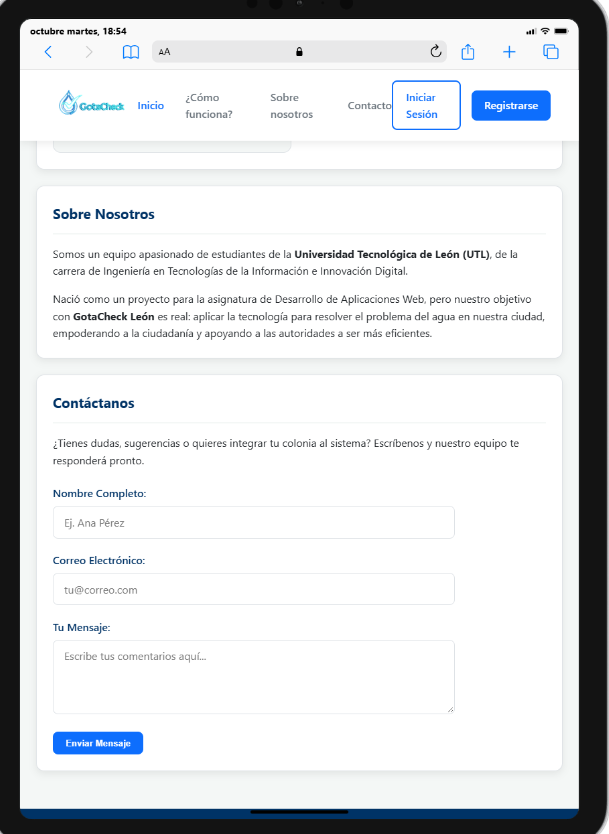 octubre martes, 18:54
AA
GotaCheck
Inicio
¿Cómo funciona?
Sobre nosotros
Contacto
Iniciar Sesión
Registrarse
Sobre Nosotros
Somos un equipo apasionado de estudiantes de la Universidad Tecnológica de León (UTL), de la
carrera de Ingeniería en Tecnologías de la Información e Innovación Digital.
Nació como un proyecto para la asignatura de Desarrollo de Aplicaciones Web, pero nuestro objetivo
con GotaCheck León es real: aplicar la tecnología para resolver el problema del agua en nuestra ciudad,
empoderando a la ciudadanía y apoyando a las autoridades a ser más eficientes.
Contáctanos
¿Tienes dudas, sugerencias o quieres integrar tu colonia al sistema? Escríbenos y nuestro equipo te
responderá pronto.
Nombre Completo:
Ej. Ana Pérez
Correo Electrónico:
tu@correo.com
Tu Mensaje:
Escribe tus comentarios aquí...
Enviar Mensaje